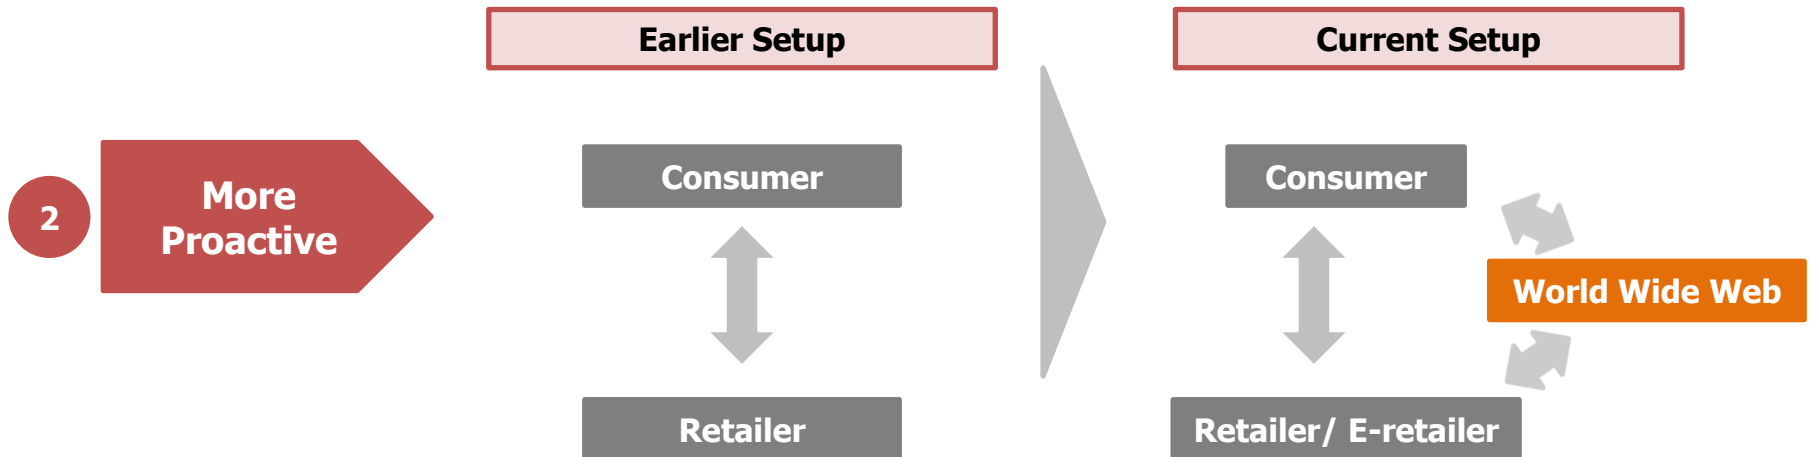 Earlier Setup
Current Setup
2
More
Proactive
Consumer
Consumer
World Wide Web
Retailer
Retailer/ E-retailer